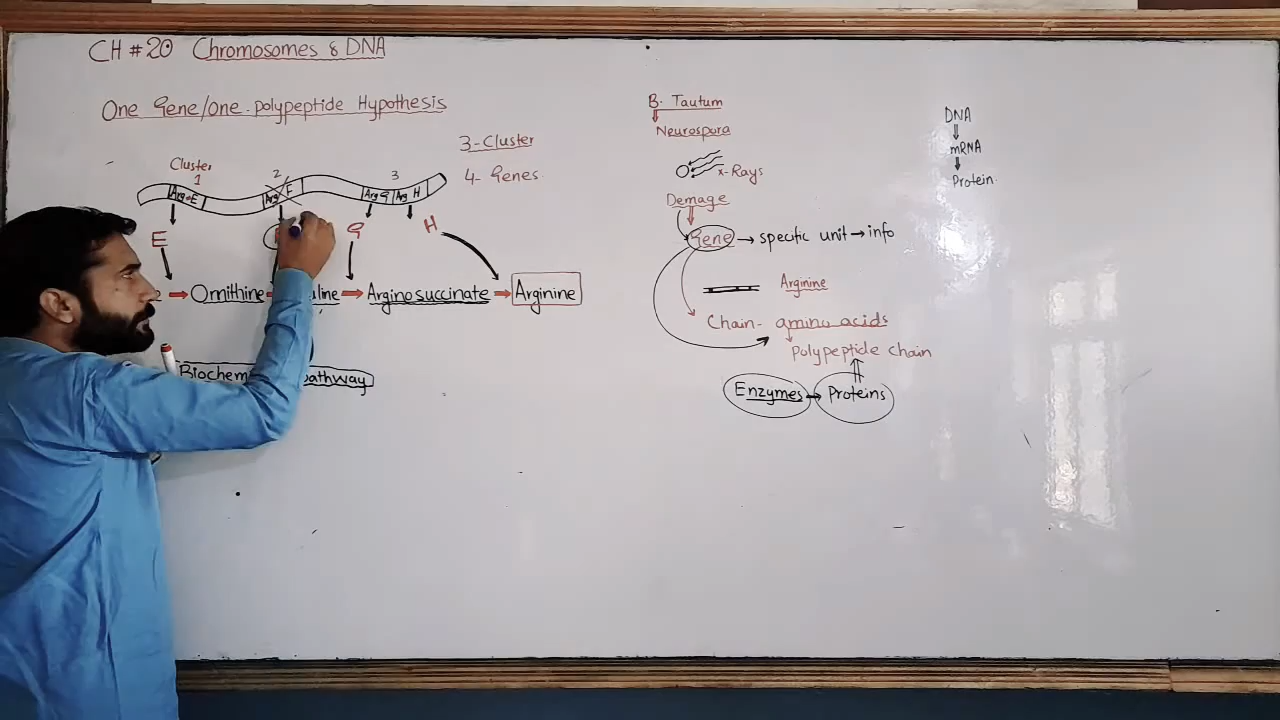 CH #20 Chromosomes & DNA
One Gene/one-polypeptide Hypothesis
3-Cluster
4- Genes
Cluster
1
2
3
Arg-E
Arg F
Arg G
Arg H
E
G
H
Ornithine
Arginosuccinate
Arginine
pathway
B. Tautum
Neurospora
x-Rays
Demage
Gene → specific unit → info
Arginine
Chain- amino acids
Polypeptide chain
Enzymes → Proteins
DNA
mRNA
Protein